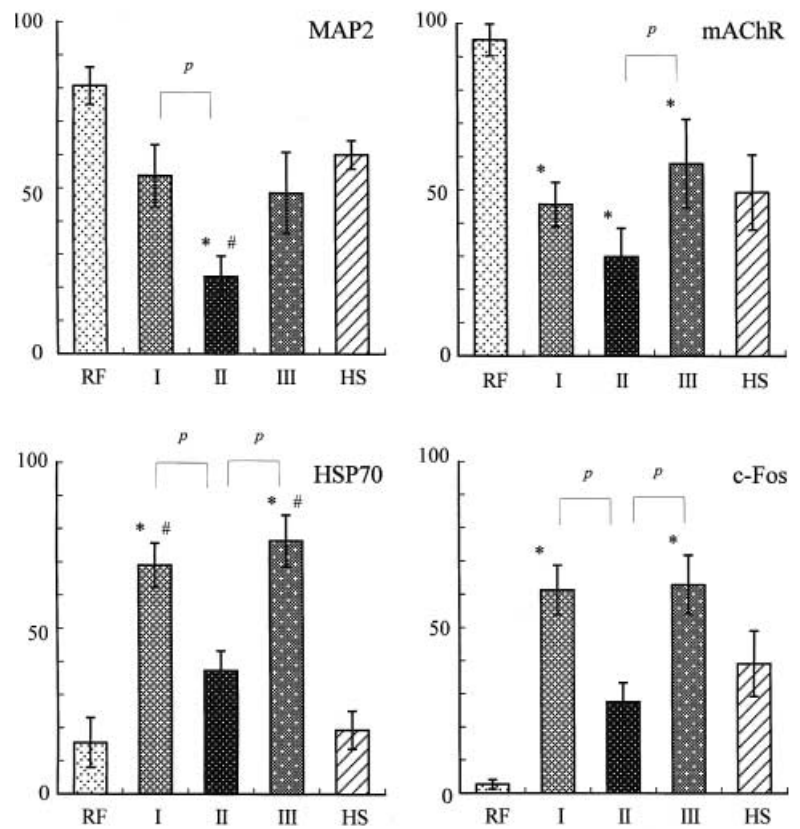 100
MAP2
p
50
* #
0
RF I II III HS
100
mAChR
p
*
*
*
50
0
RF I II III HS
100
HSP70
p p
* #
* #
50
0
RF I II III HS
100
c-Fos
p p
*
*
50
0
RF I II III HS